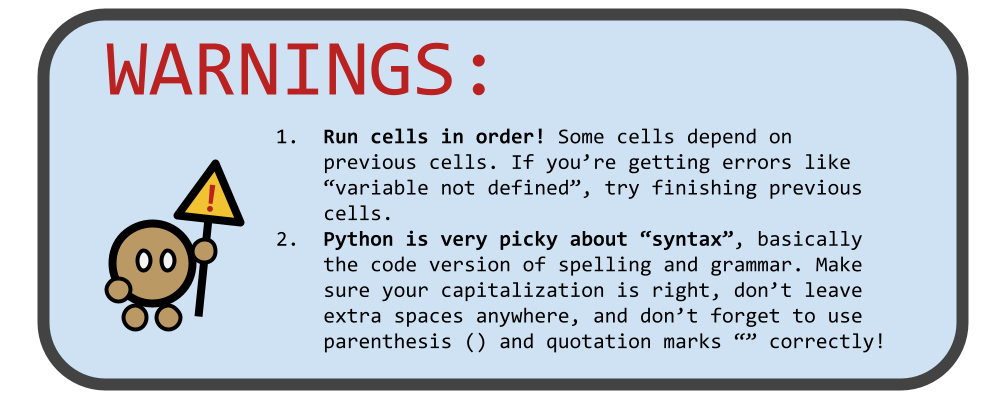 WARNINGS:
!
1. Run cells in order! Some cells depend on
previous cells. If you’re getting errors like
“variable not defined”, try finishing previous
cells.
2. Python is very picky about “syntax”, basically
the code version of spelling and grammar. Make
sure your capitalization is right, don’t leave
extra spaces anywhere, and don’t forget to use
parenthesis () and quotation marks “” correctly!